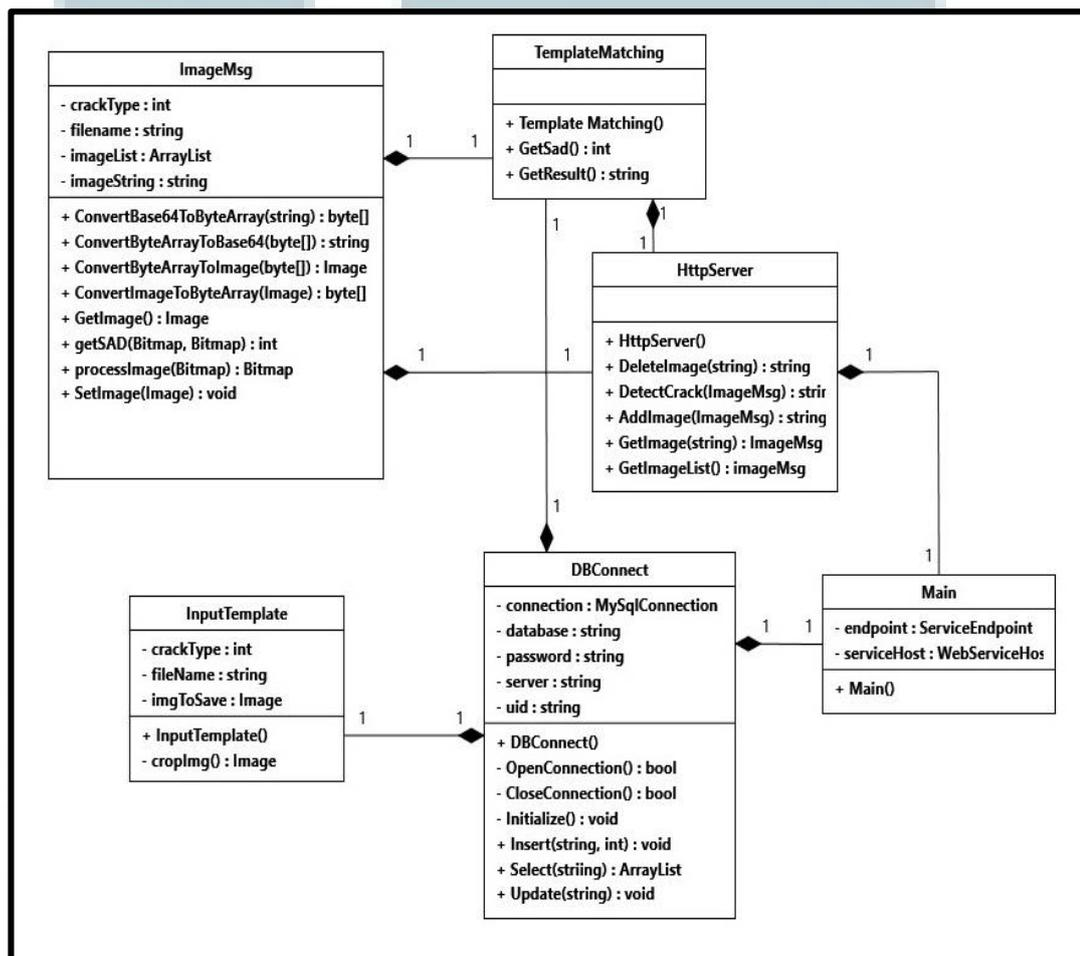 ImageMsg
- crackType : int
- filename : string
- imageList : ArrayList
- imageString : string
+ ConvertBase64ToByteArray(string) : byte[]
+ ConvertByteArrayToBase64(byte[]) : string
+ ConvertByteArrayToImage(byte[]) : Image
+ ConvertImageToByteArray(Image) : byte[]
+ GetImage() : Image
+ getSAD(Bitmap, Bitmap) : int
+ processImage(Bitmap) : Bitmap
+ SetImage(Image) : void
1 1
TemplateMatching
+ Template Matching()
+ GetSad() : int
+ GetResult() : string
1
1
1
HttpServer
+ HttpServer()
+ DeleteImage(string) : string
+ DetectCrack(ImageMsg) : strir
+ AddImage(ImageMsg) : string
+ GetImage(string) : ImageMsg
+ GetImageList() : imageMsg
1 1
1
1
1
DBConnect
- connection : MySqlConnection
- database : string
- password : string
- server : string
- uid : string
+ DBConnect()
- OpenConnection() : bool
- CloseConnection() : bool
- Initialize() : void
+ Insert(string, int) : void
+ Select(striing) : ArrayList
+ Update(string) : void
1 1
Main
- endpoint : ServiceEndpoint
- serviceHost : WebServiceHos
+ Main()
InputTemplate
- crackType : int
- fileName : string
- imgToSave : Image
+ InputTemplate()
- cropImg() : Image
1 1